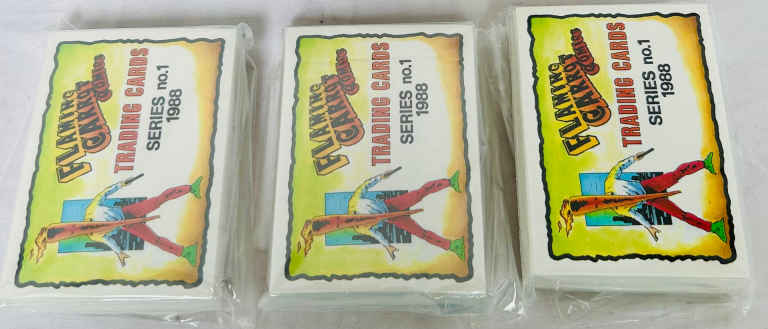 FLAMING
CARROT
COMICS
TRADING CARDS
SERIES no.1
1988
FLAMING
CARROT
COMICS
TRADING CARDS
SERIES no.1
1988
FLAMING
CARROT
COMICS
TRADING CARDS
SERIES no.1
1988